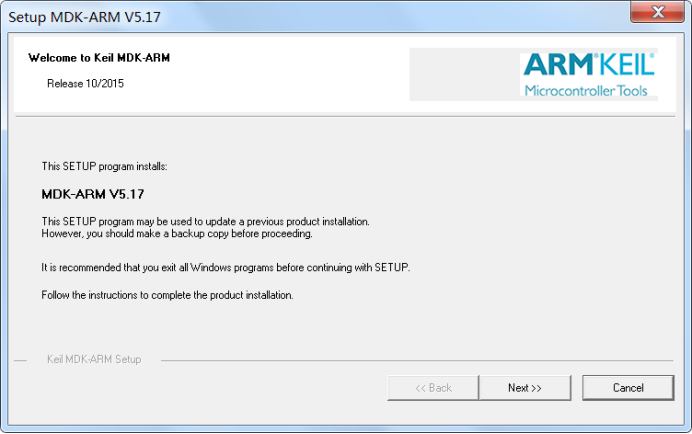 Setup MDK-ARM V5.17
Welcome to Keil MDK-ARM
Release 10/2015
ARM®KEIL®
Microcontroller Tools
This SETUP program installs:
MDK-ARM V5.17
This SETUP program may be used to update a previous product installation.
However, you should make a backup copy before proceeding.
It is recommended that you exit all Windows programs before continuing with SETUP.
Follow the instructions to complete the product installation.
Keil MDK-ARM Setup
<< Back
Next >>
Cancel